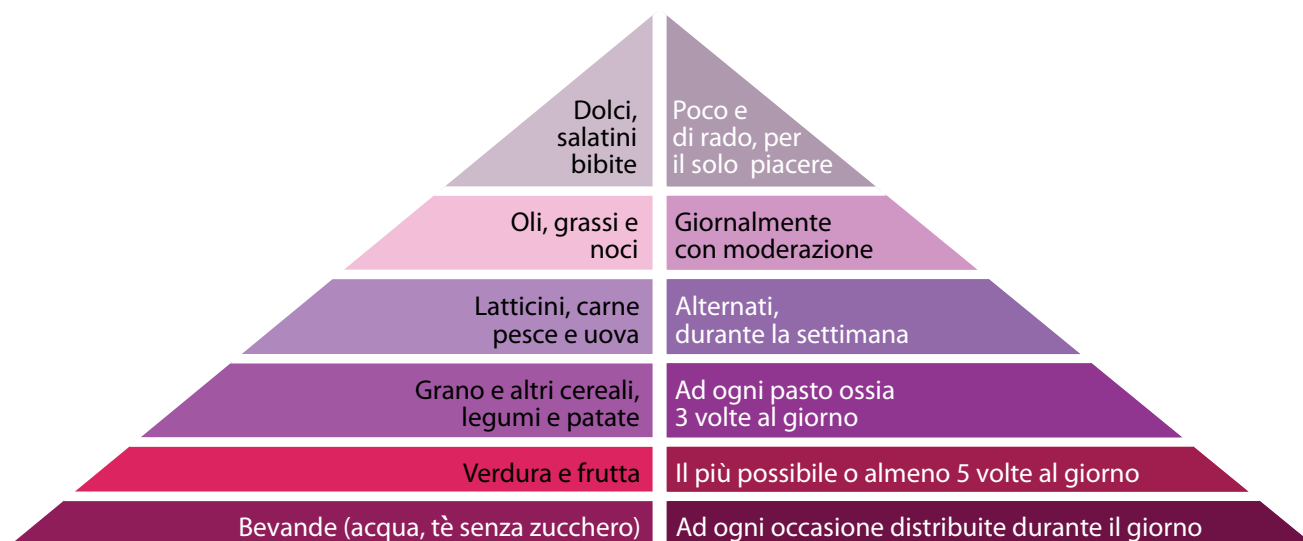 Dolci,
salatini
bibite
Poco e
di rado, per
il solo piacere
Oli, grassi e
noci
Giornalmente
con moderazione
Latticini, carne
pesce e uova
Alternati,
durante la settimana
Grano e altri cereali,
legumi e patate
Ad ogni pasto ossia
3 volte al giorno
Verdura e frutta
Il più possibile o almeno 5 volte al giorno
Bevande (acqua, tè senza zucchero)
Ad ogni occasione distribuite durante il giorno